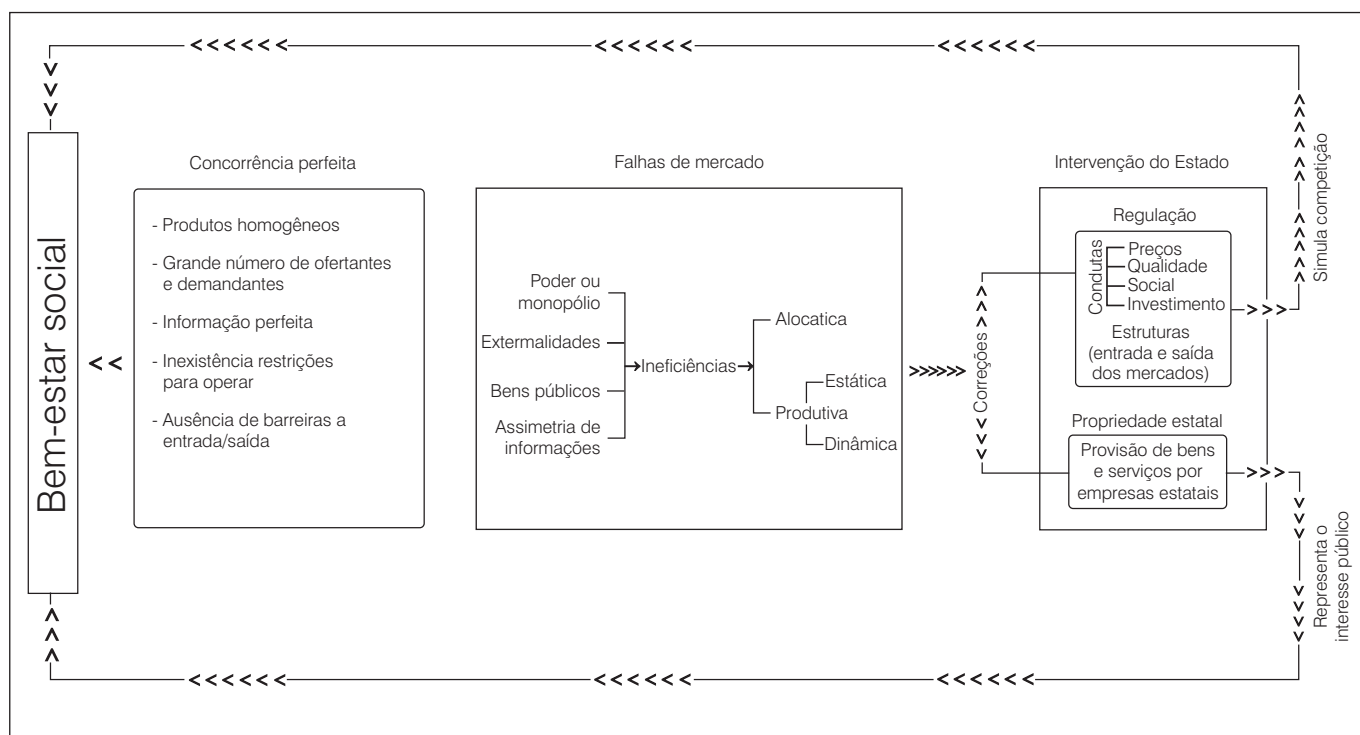 Bem-estar social
Concorrência perfeita
- Produtos homogêneos
- Grande número de ofertantes
e demandantes
- Informação perfeita
- Inexistência restrições
para operar
- Ausência de barreiras a
entrada/saída
Falhas de mercado
Poder ou
monopólio
Extermalidades
Bens públicos
Assimetria de
informações
Ineficiências
Alocatica
Produtiva
Estática
Dinâmica
Correções
Intervenção do Estado
Regulação
Condutas
Preços
Qualidade
Social
Investimento
Estruturas
(entrada e saída
dos mercados)
Propriedade estatal
Provisão de bens
e serviços por
empresas estatais
Simula competição
Representa o
interesse público